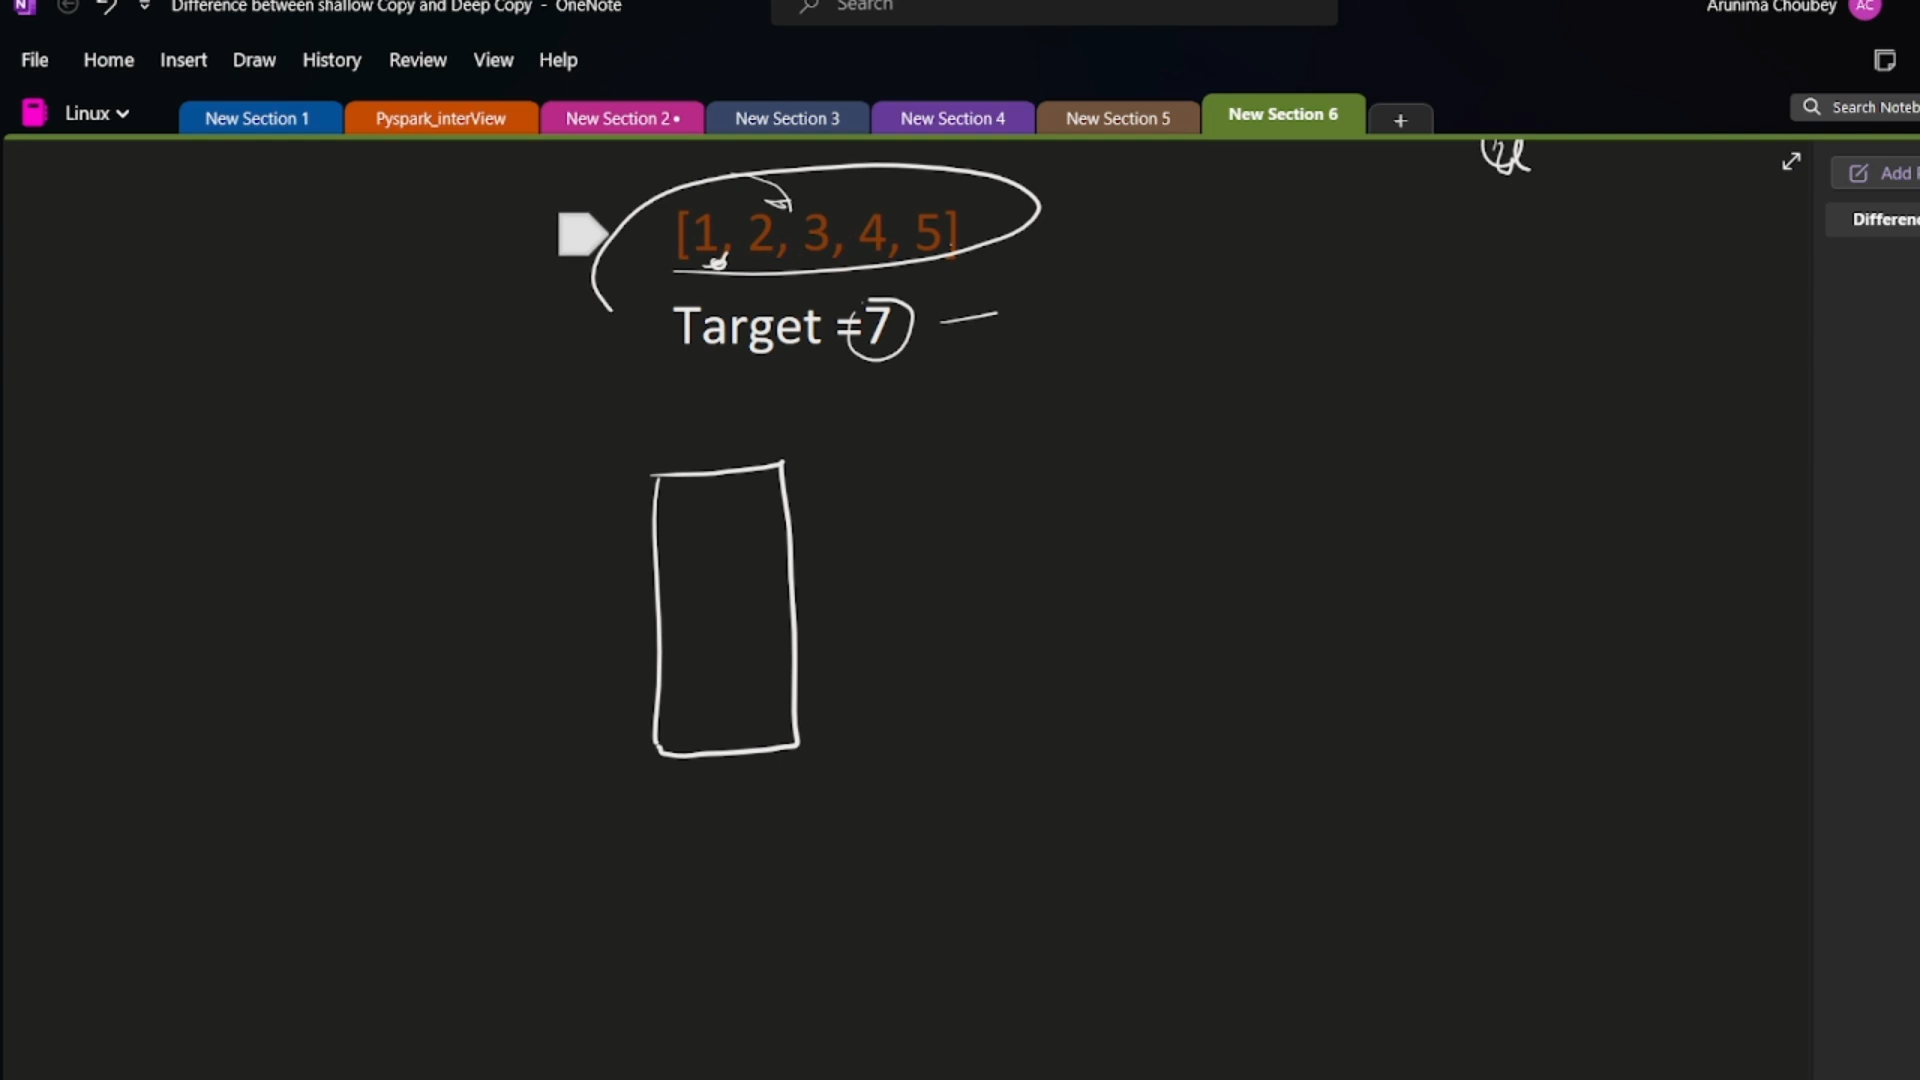 Difference between shallow Copy and Deep Copy - OneNote
Search
Arunima Choubey
AC
File
Home
Insert
Draw
History
Review
View
Help
Linux
New Section 1
Pyspark_interView
New Section 2
New Section 3
New Section 4
New Section 5
New Section 6
+
Search Noteb
Add
Differenc
[1, 2, 3, 4, 5]
Target =7